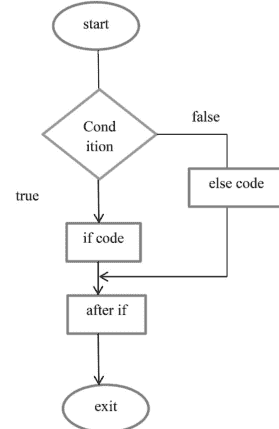 start
Cond
ition
false
true
else code
if code
after if
exit